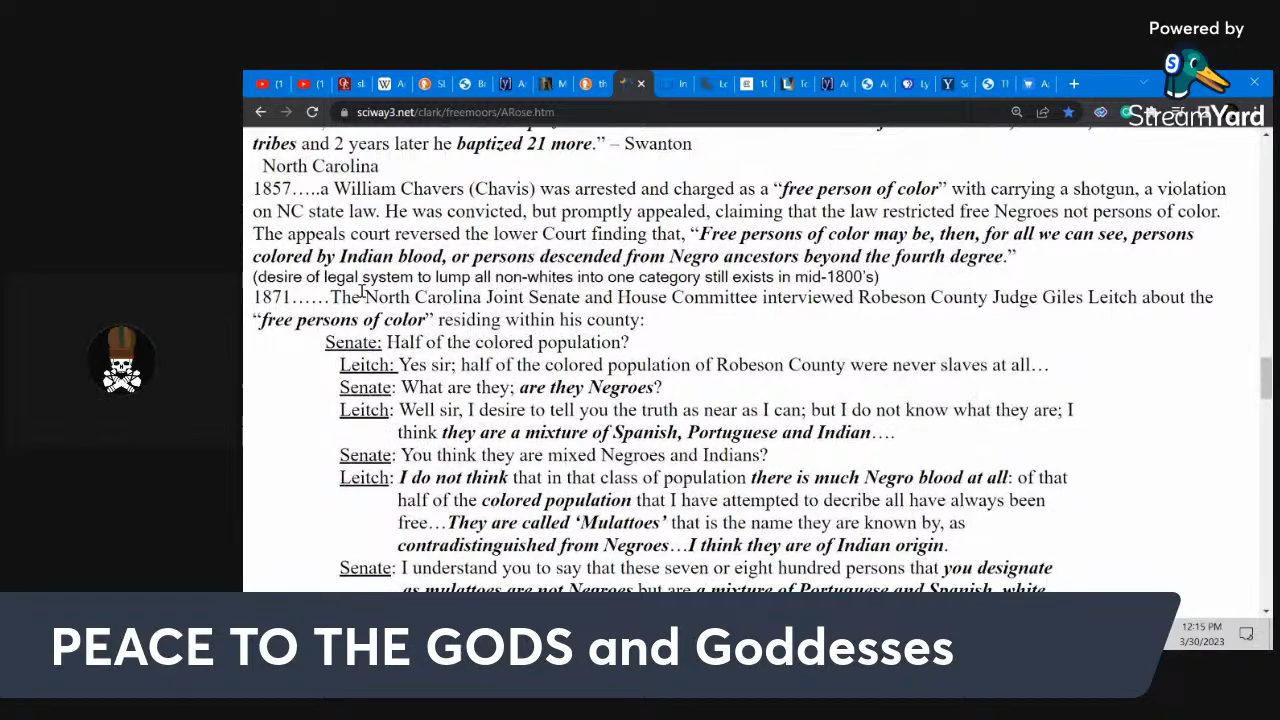 Powered by
S
StreamYard
sciway3.net/clark/freemoors/ARose.htm
tribes and 2 years later he baptized 21 more.” – Swanton
North Carolina
1857…..a William Chavers (Chavis) was arrested and charged as a “free person of color” with carrying a shotgun, a violation
on NC state law. He was convicted, but promptly appealed, claiming that the law restricted free Negroes not persons of color.
The appeals court reversed the lower Court finding that, “Free persons of color may be, then, for all we can see, persons
colored by Indian blood, or persons descended from Negro ancestors beyond the fourth degree.”
(desire of legal system to lump all non-whites into one category still exists in mid-1800’s)
1871……The North Carolina Joint Senate and House Committee interviewed Robeson County Judge Giles Leitch about the
“free persons of color” residing within his county:
Senate: Half of the colored population?
Leitch: Yes sir; half of the colored population of Robeson County were never slaves at all…
Senate: What are they; are they Negroes?
Leitch: Well sir, I desire to tell you the truth as near as I can; but I do not know what they are; I
think they are a mixture of Spanish, Portuguese and Indian….
Senate: You think they are mixed Negroes and Indians?
Leitch: I do not think that in that class of population there is much Negro blood at all: of that
half of the colored population that I have attempted to decribe all have always been
free…They are called ‘Mulattoes’ that is the name they are known by, as
contradistinguished from Negroes…I think they are of Indian origin.
Senate: I understand you to say that these seven or eight hundred persons that you designate
as mulattoes are not Negroes but are a mixture of Portuguese and Spanish, white
12:15 PM
3/30/2023
PEACE TO THE GODS and Goddesses